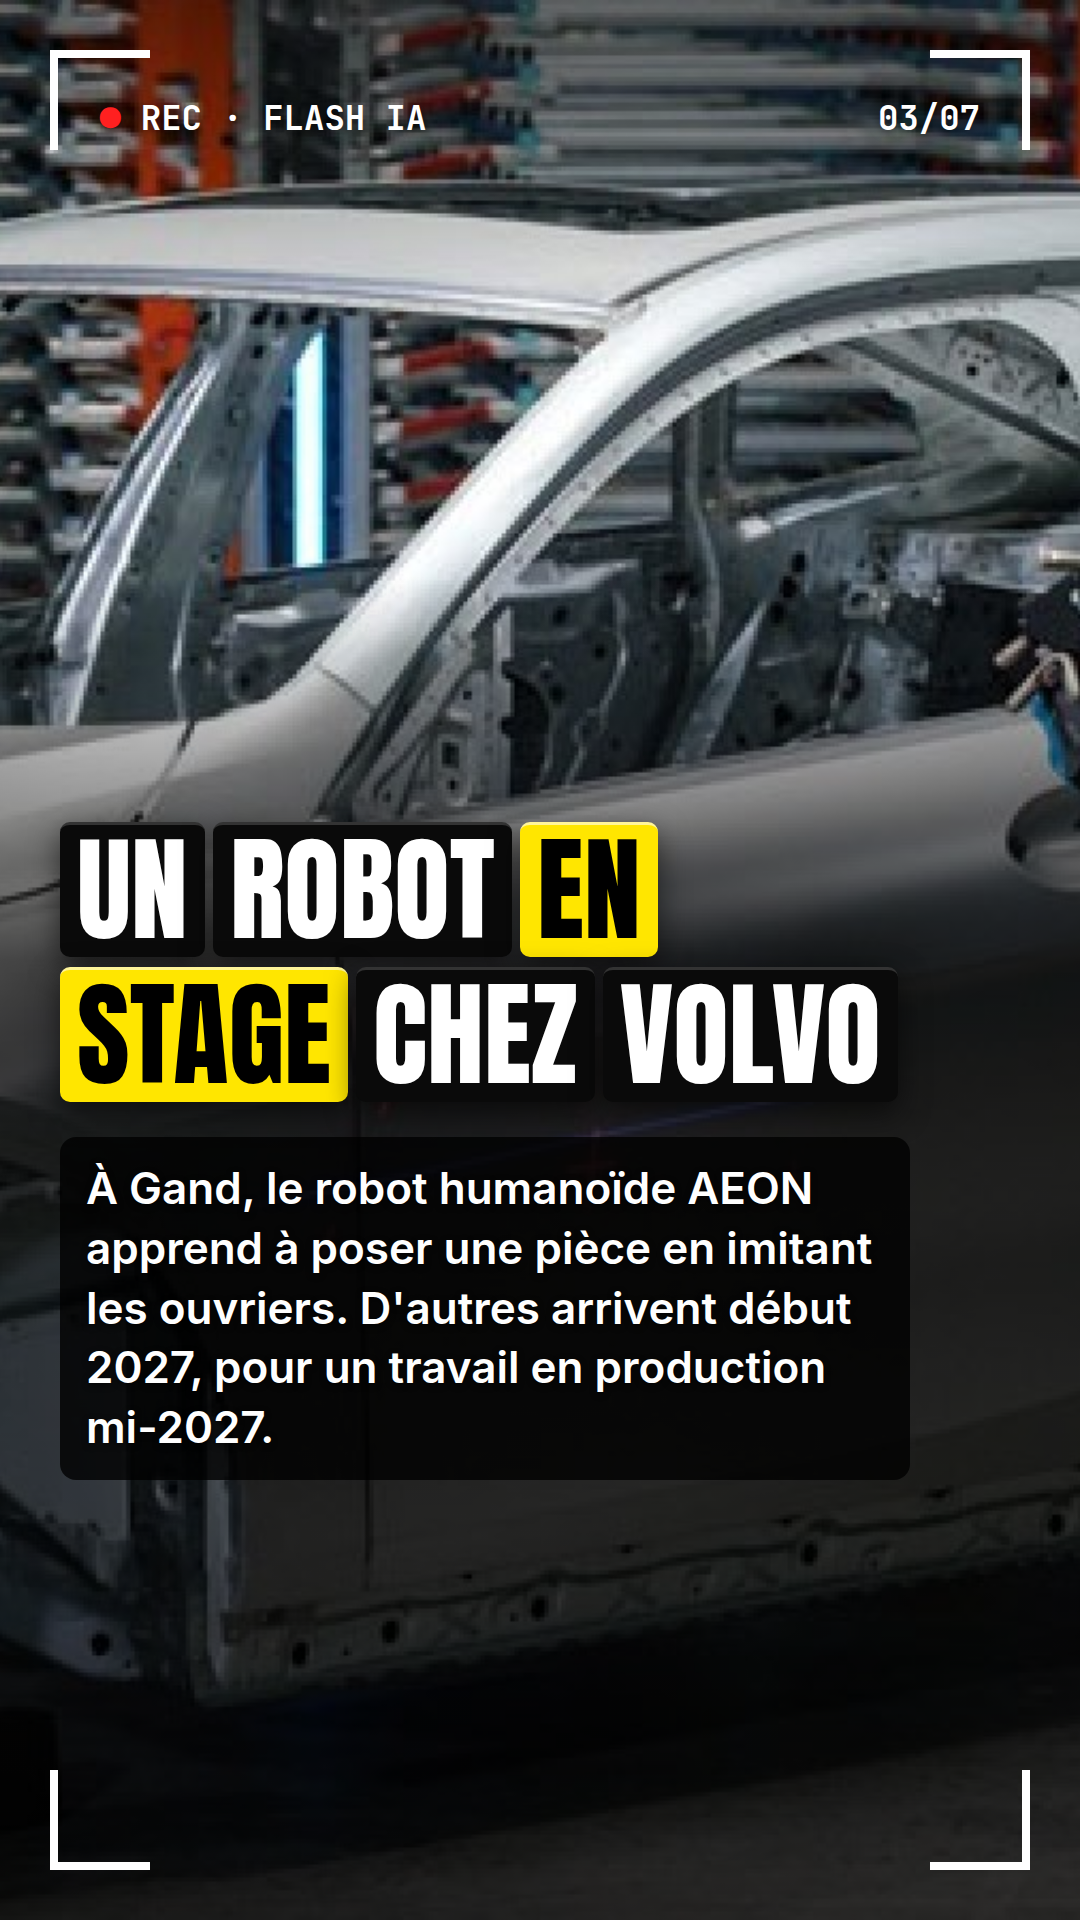 REC · FLASH IA
03/07
UN ROBOT EN
STAGE CHEZ VOLVO
À Gand, le robot humanoïde AEON
apprend à poser une pièce en imitant
les ouvriers. D'autres arrivent début
2027, pour un travail en production
mi-2027.